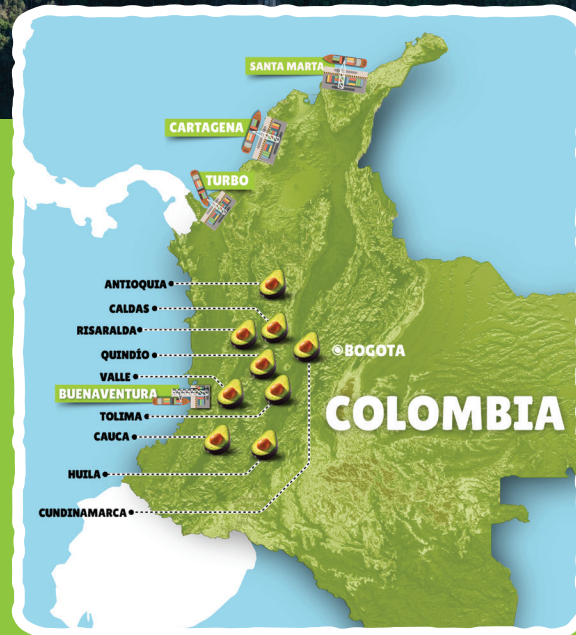 SANTA MARTA
CARTAGENA
TURBO
ANTIOQUIA
CALDAS
RISARALDA
QUINDÍO
BOGOTA
VALLE
BUENAVENTURA
COLOMBIA
TOLIMA
CAUCA
HUILA
CUNDINAMARCA